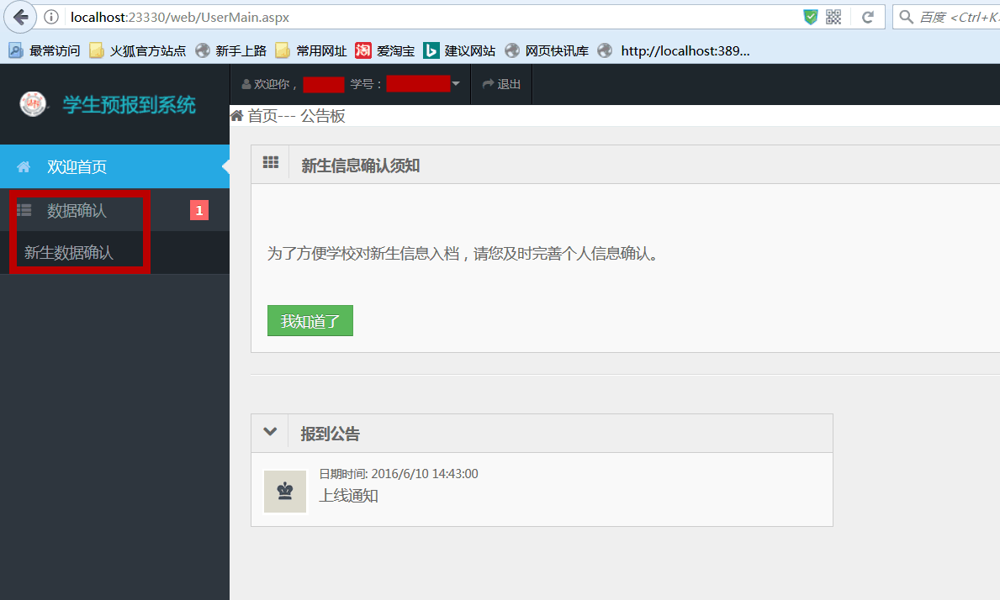 localhost:23330/web/UserMain.aspx
百度 <Ctrl+K
最常访问 火狐官方站点 新手上路 常用网址 爱淘宝 建议网站 网页快讯库 http://localhost:389...
学生预报到系统
欢迎你， 学号： 退出
首页--- 公告板
欢迎首页
数据确认 1
新生数据确认
新生信息确认须知
为了方便学校对新生信息入档，请您及时完善个人信息确认。
我知道了
报到公告
日期时间: 2016/6/10 14:43:00
上线通知